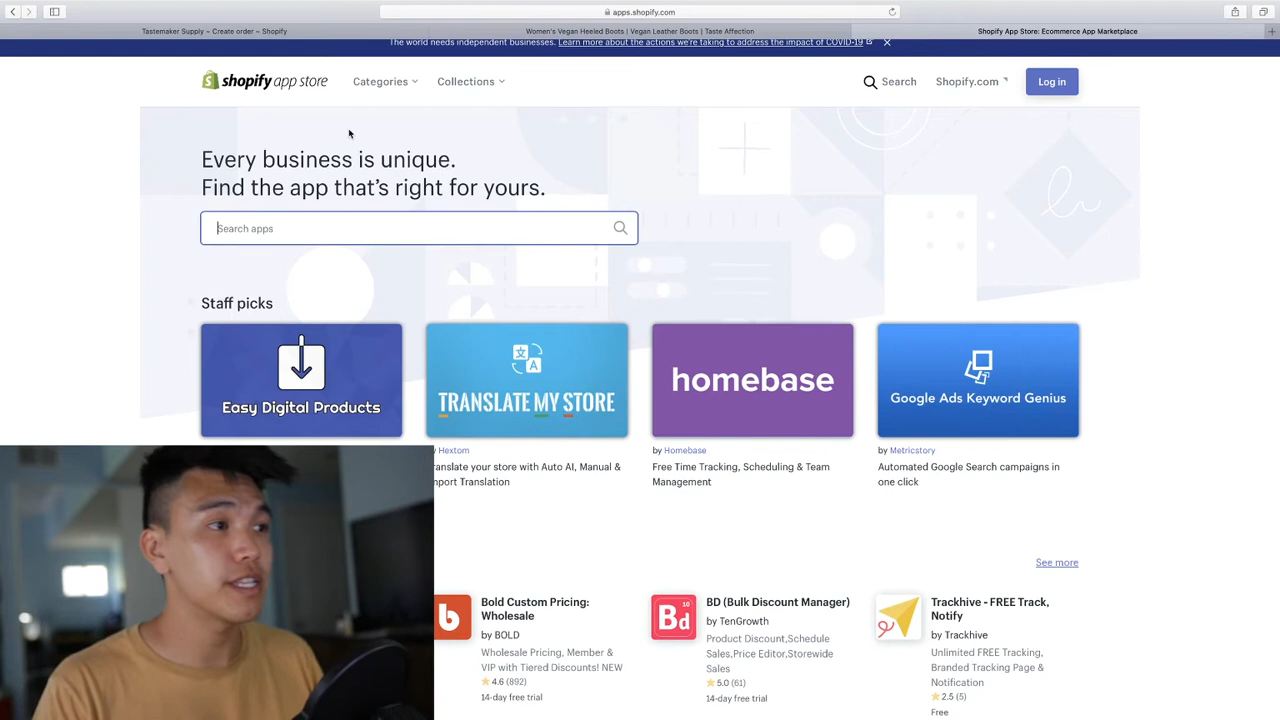 apps.shopify.com
Tastemaker Supply ~ Create order ~ Shopify
Women's Vegan Heeled Boots | Vegan Leather Boots | Taste Affection
Shopify App Store: Ecommerce App Marketplace
The world needs independent businesses. Learn more about the actions we're taking to address the impact of COVID-19
shopify app store
Categories
Collections
Search
Shopify.com
Log in
Every business is unique.
Find the app that's right for yours.
Search apps
Staff picks
Easy Digital Products
TRANSLATE MY STORE
homebase
Google Ads Keyword Genius
y Hextom
by Homebase
by Metricstory
ranslate your store with Auto AI, Manual &
mport Translation
Free Time Tracking, Scheduling & Team
Management
Automated Google Search campaigns in
one click
See more
b
Bold Custom Pricing:
Wholesale
by BOLD
Wholesale Pricing, Member &
VIP with Tiered Discounts! NEW
4.6 (892)
14-day free trial
Bd
10
BD (Bulk Discount Manager)
by TenGrowth
Product Discount,Schedule
Sales,Price Editor,Storewide
Sales
5.0 (61)
14-day free trial
Trackhive - FREE Track,
Notify
by Trackhive
Unlimited FREE Tracking,
Branded Tracking Page &
Notification
2.5 (5)
Free